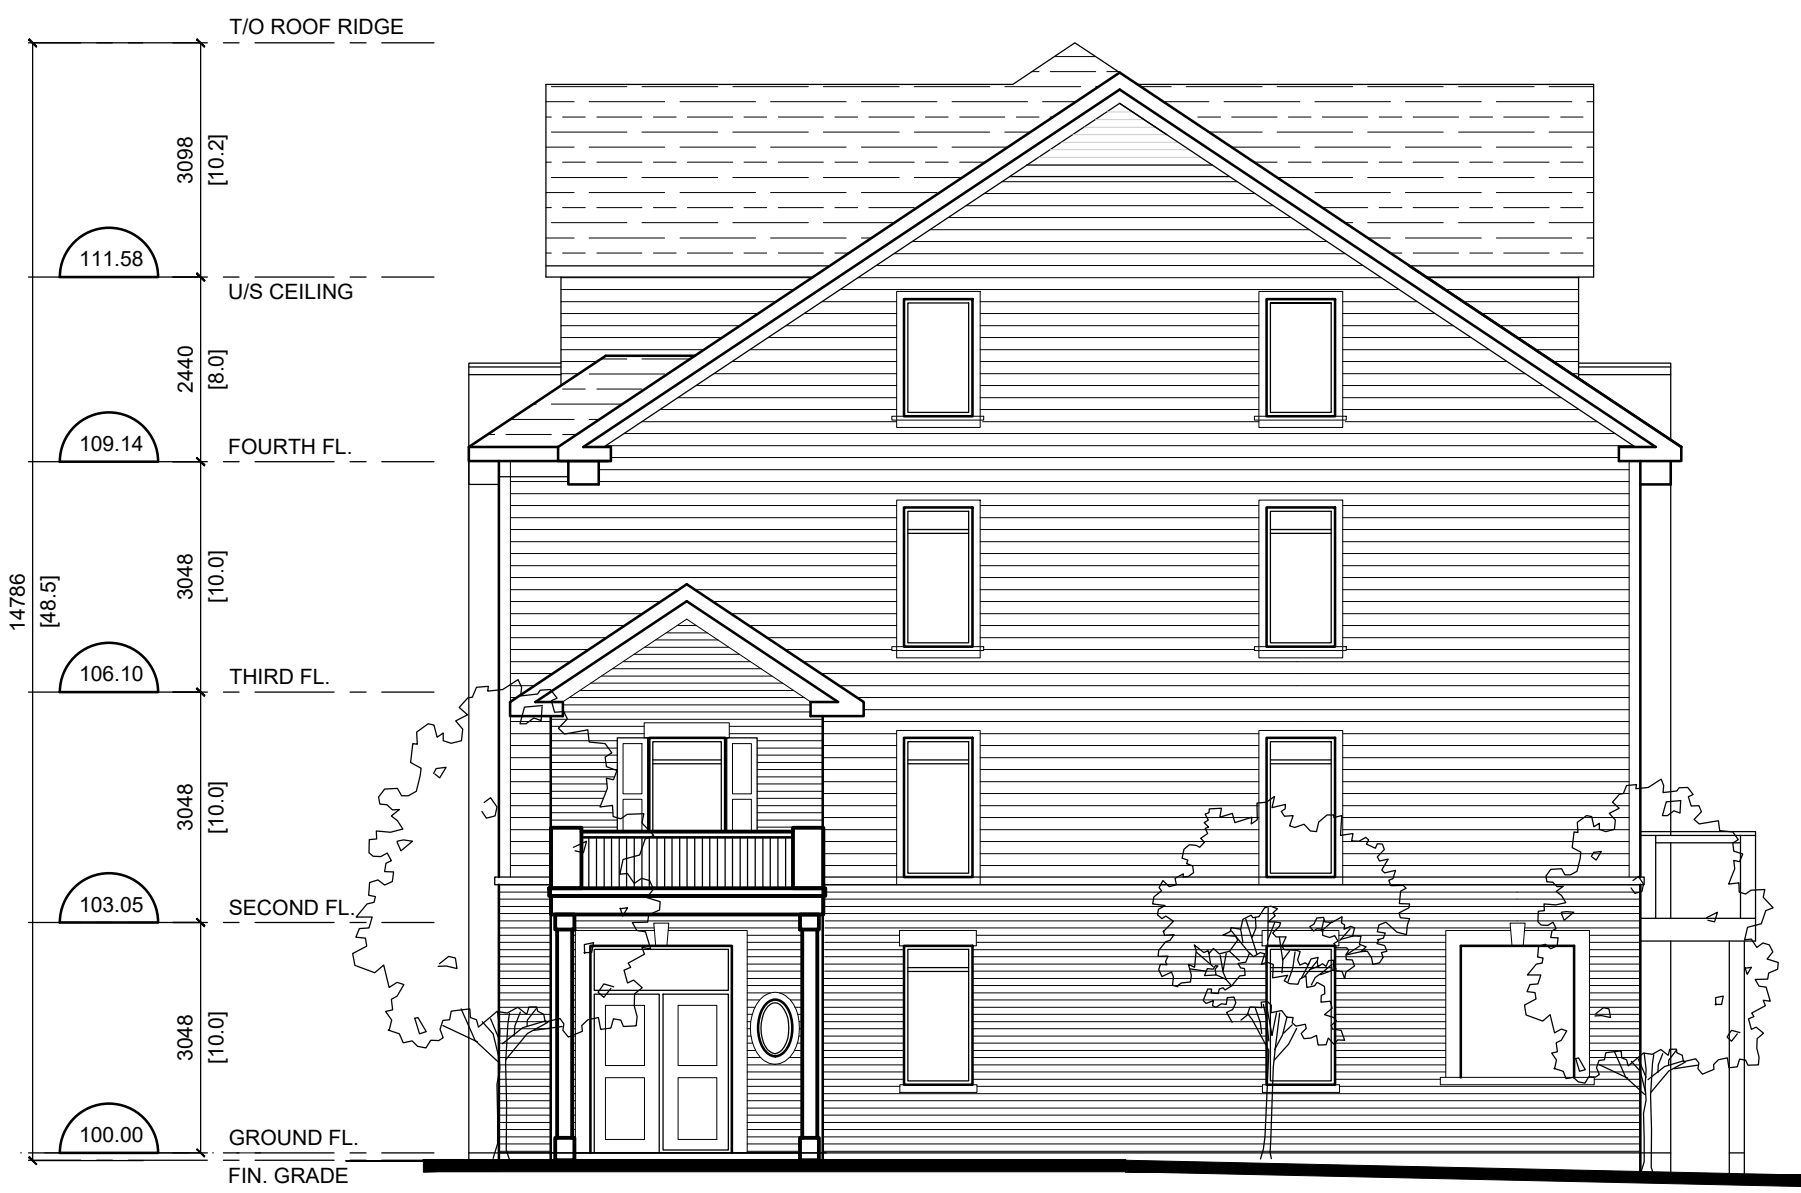 T/O ROOF RIDGE
3098
[10.2]
111.58
U/S CEILING
2440
[8.0]
109.14
FOURTH FL.
3048
[10.0]
14786
[48.5]
106.10
THIRD FL.
3048
[10.0]
103.05
SECOND FL.
3048
[10.0]
100.00
GROUND FL.
FIN. GRADE